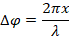 Δφ = 2πx / λ